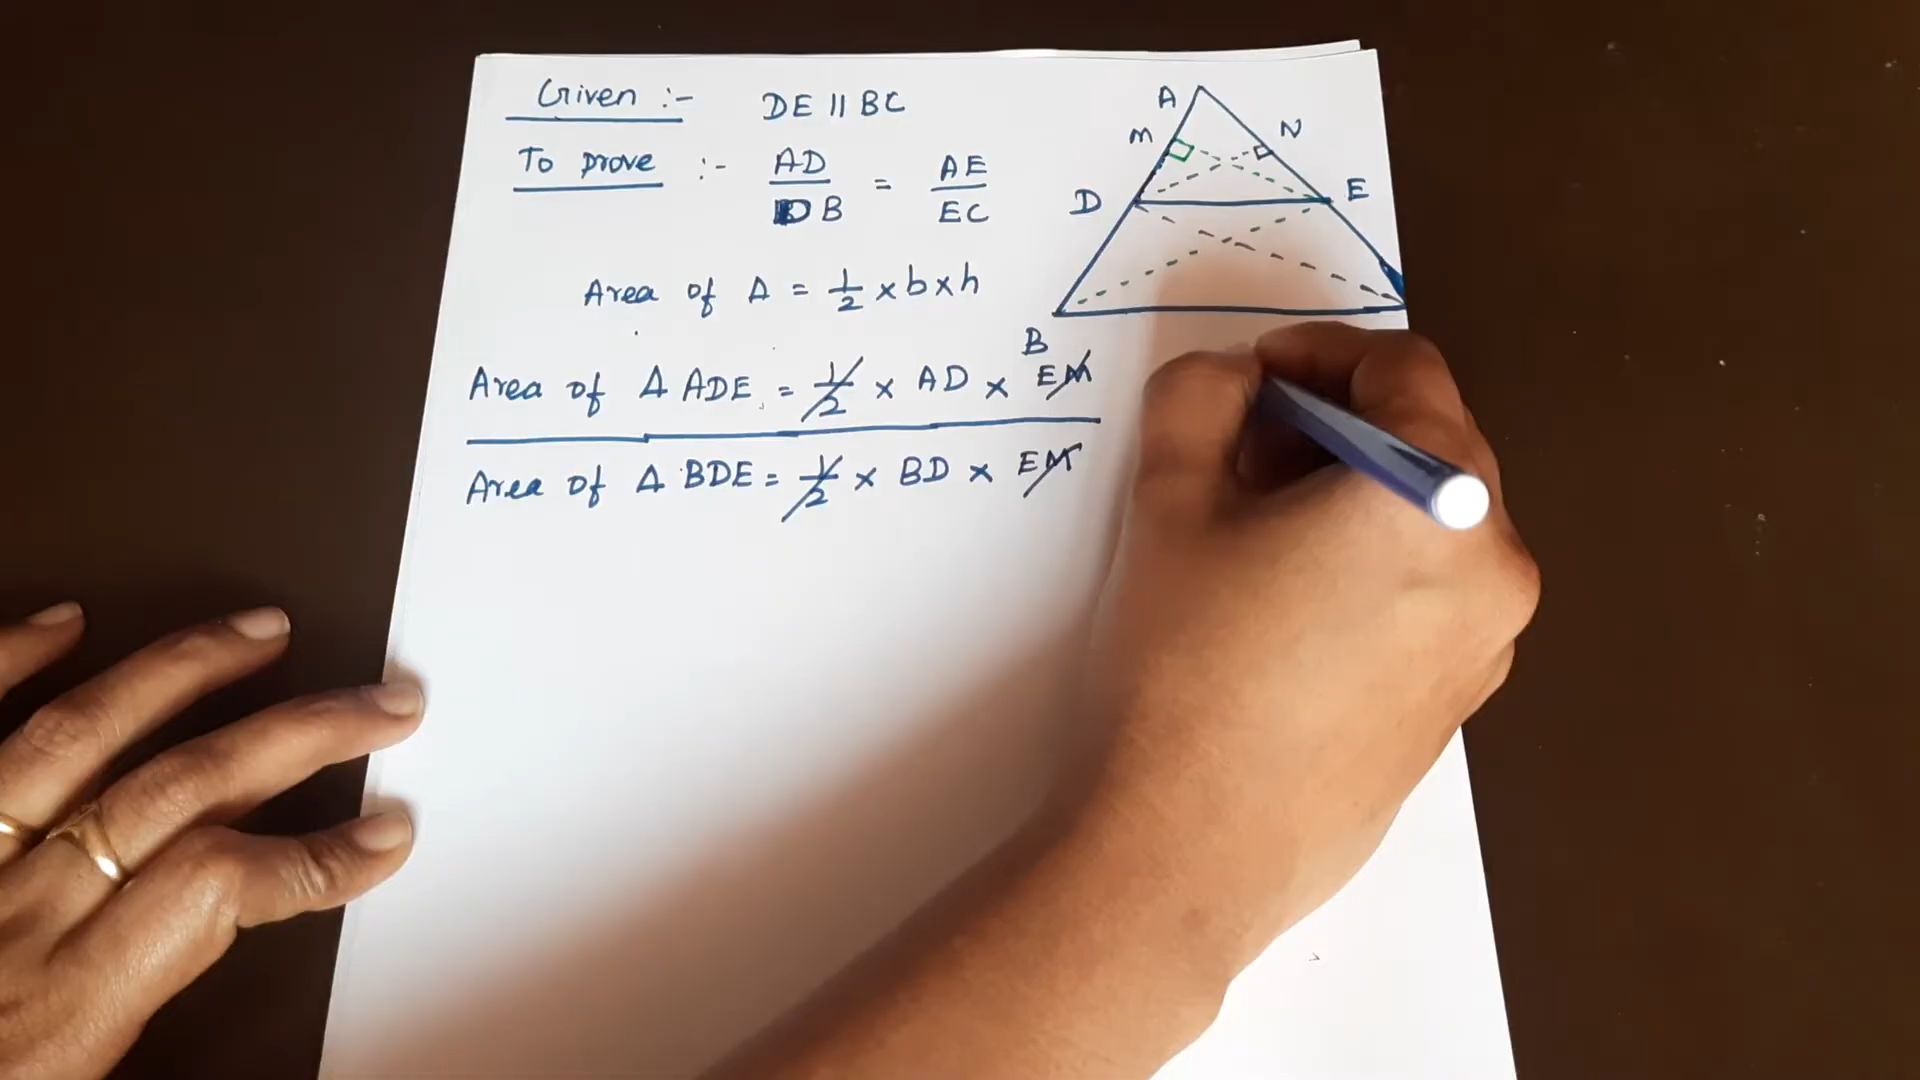 Given :- DE || BC
To prove :- AD/DB = AE/EC
Area of Δ = 1/2 × b × h
Area of Δ ADE = 1/2 × AD × EM
Area of Δ BDE = 1/2 × BD × EM
A
M
N
D
E
B